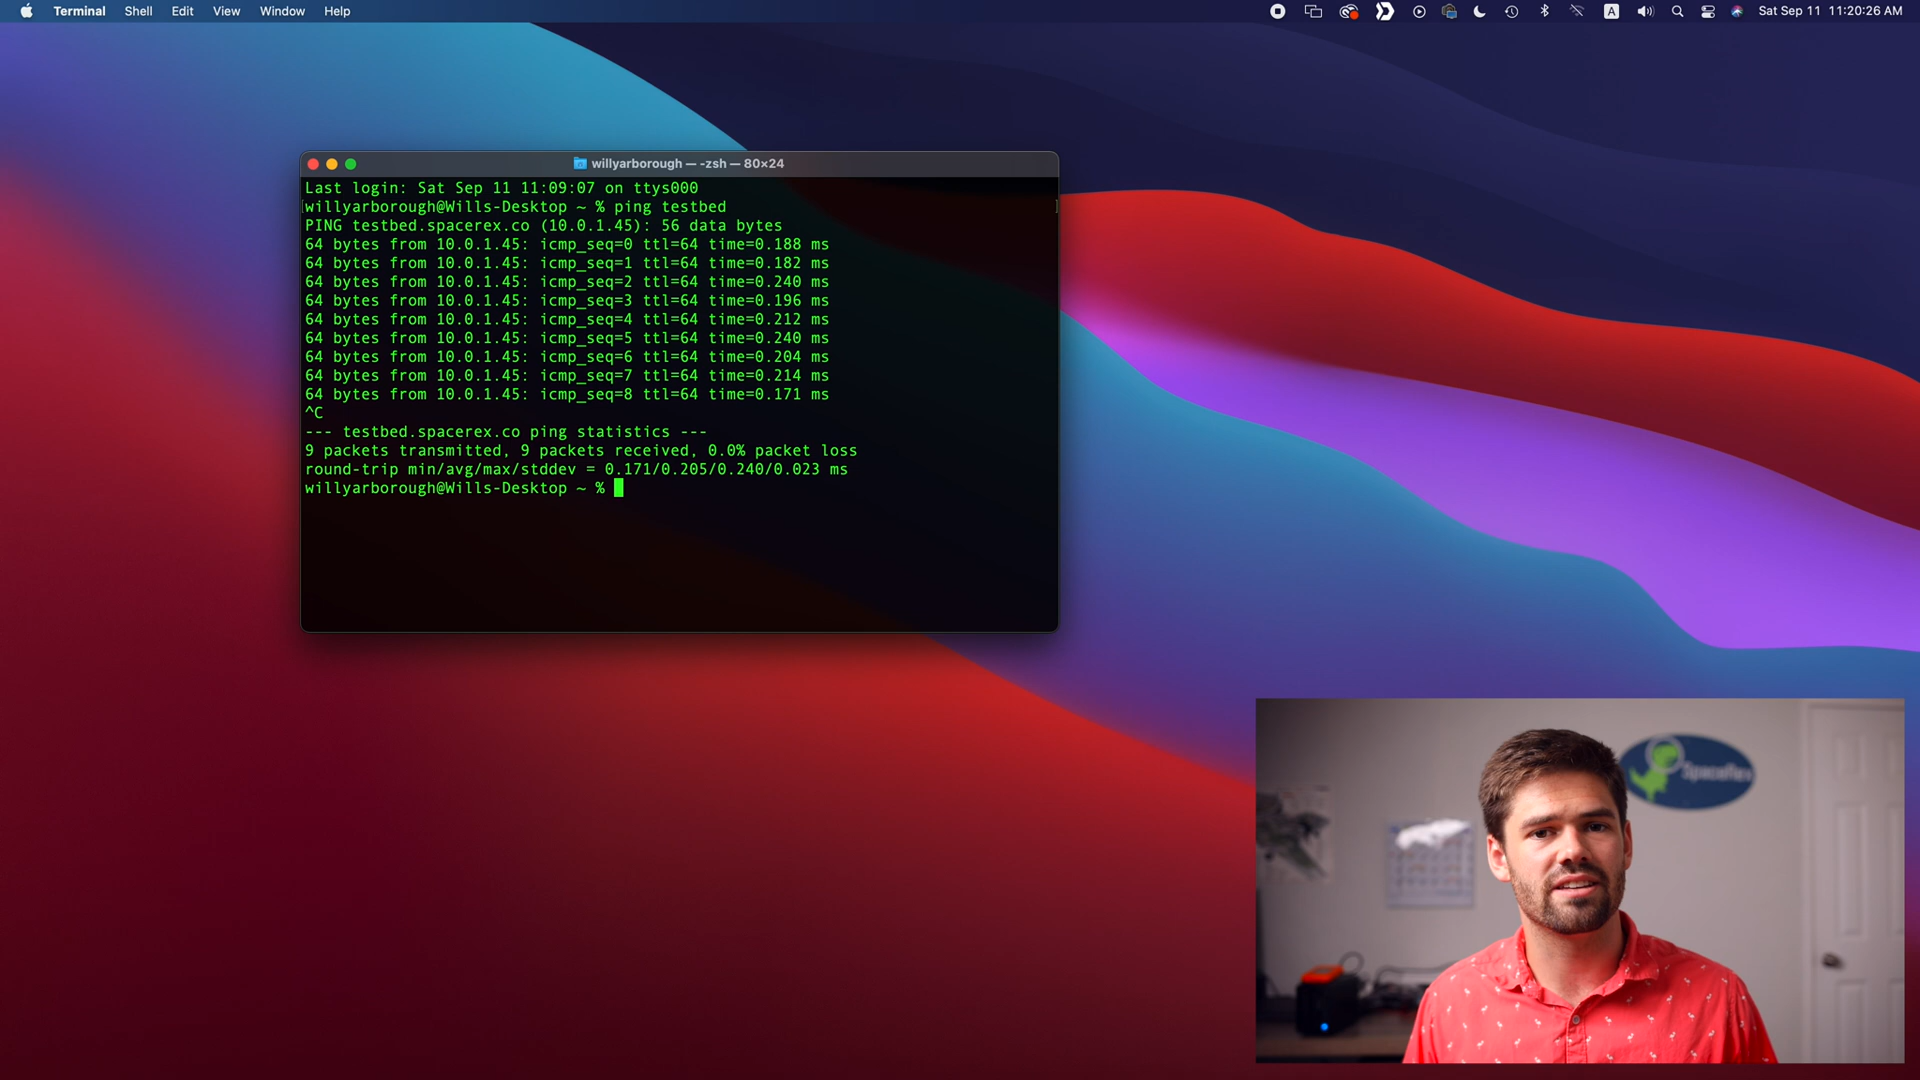 Terminal Shell Edit View Window Help
A Sat Sep 11 11:20:26 AM
willyarborough — -zsh — 80×24
Last login: Sat Sep 11 11:09:07 on ttys000
[willyarborough@Wills-Desktop ~ % ping testbed ]
PING testbed.spacerex.co (10.0.1.45): 56 data bytes
64 bytes from 10.0.1.45: icmp_seq=0 ttl=64 time=0.188 ms
64 bytes from 10.0.1.45: icmp_seq=1 ttl=64 time=0.182 ms
64 bytes from 10.0.1.45: icmp_seq=2 ttl=64 time=0.240 ms
64 bytes from 10.0.1.45: icmp_seq=3 ttl=64 time=0.196 ms
64 bytes from 10.0.1.45: icmp_seq=4 ttl=64 time=0.212 ms
64 bytes from 10.0.1.45: icmp_seq=5 ttl=64 time=0.240 ms
64 bytes from 10.0.1.45: icmp_seq=6 ttl=64 time=0.204 ms
64 bytes from 10.0.1.45: icmp_seq=7 ttl=64 time=0.214 ms
64 bytes from 10.0.1.45: icmp_seq=8 ttl=64 time=0.171 ms
^C
--- testbed.spacerex.co ping statistics ---
9 packets transmitted, 9 packets received, 0.0% packet loss
round-trip min/avg/max/stddev = 0.171/0.205/0.240/0.023 ms
willyarborough@Wills-Desktop ~ %
SpaceRex